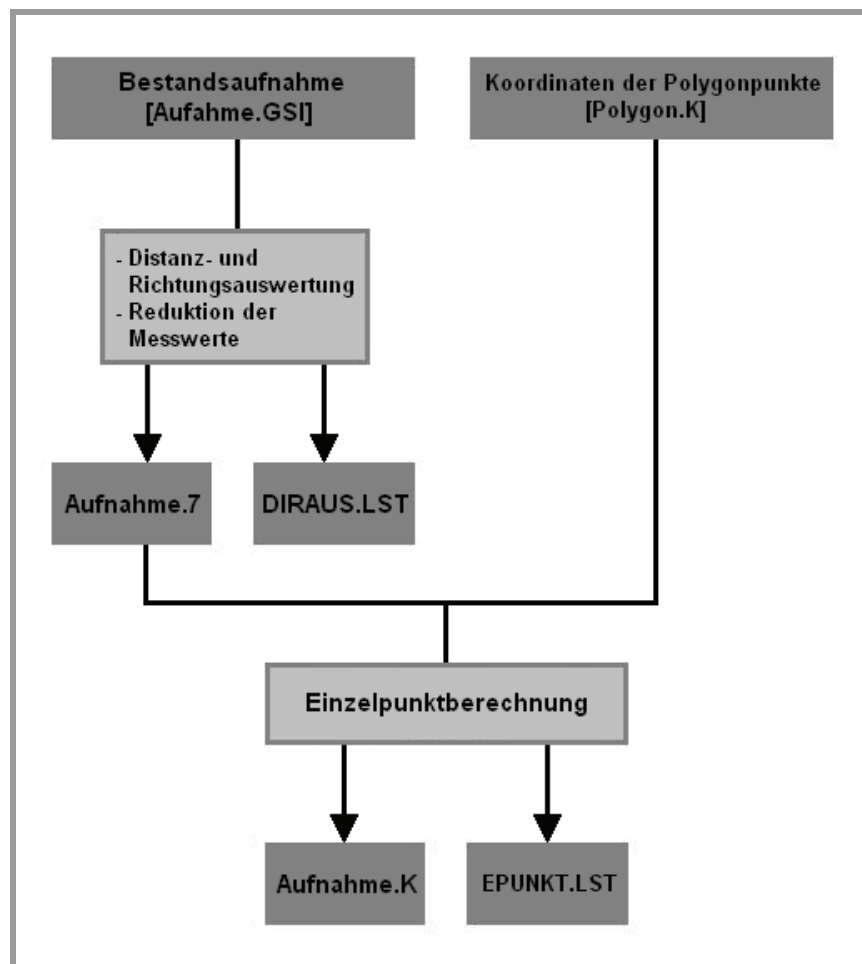 Bestandsaufnahme
[Aufahme.GSI]
Koordinaten der Polygonpunkte
[Polygon.K]
- Distanz- und
Richtungsauswertung
- Reduktion der
Messwerte
Aufnahme.7
DIRAUS.LST
Einzelpunktberechnung
Aufnahme.K
EPUNKT.LST